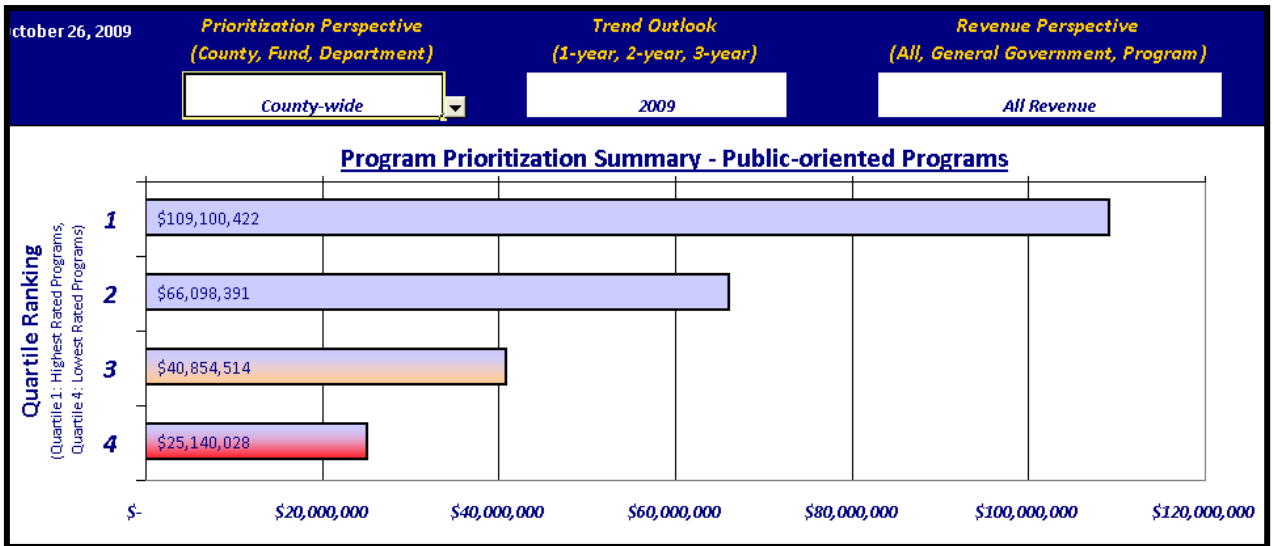 ctober 26, 2009
Prioritization Perspective
(County, Fund, Department)
County-wide
Trend Outlook
(1-year, 2-year, 3-year)
2009
Revenue Perspective
(All, General Government, Program)
All Revenue
Program Prioritization Summary - Public-oriented Programs
Quartile Ranking
(Quartile 1: Highest Rated Programs,
Quartile 4: Lowest Rated Programs)
1
$109,100,422
2
$66,098,391
3
$40,854,514
4
$25,140,028
$- $20,000,000 $40,000,000 $60,000,000 $80,000,000 $100,000,000 $120,000,000